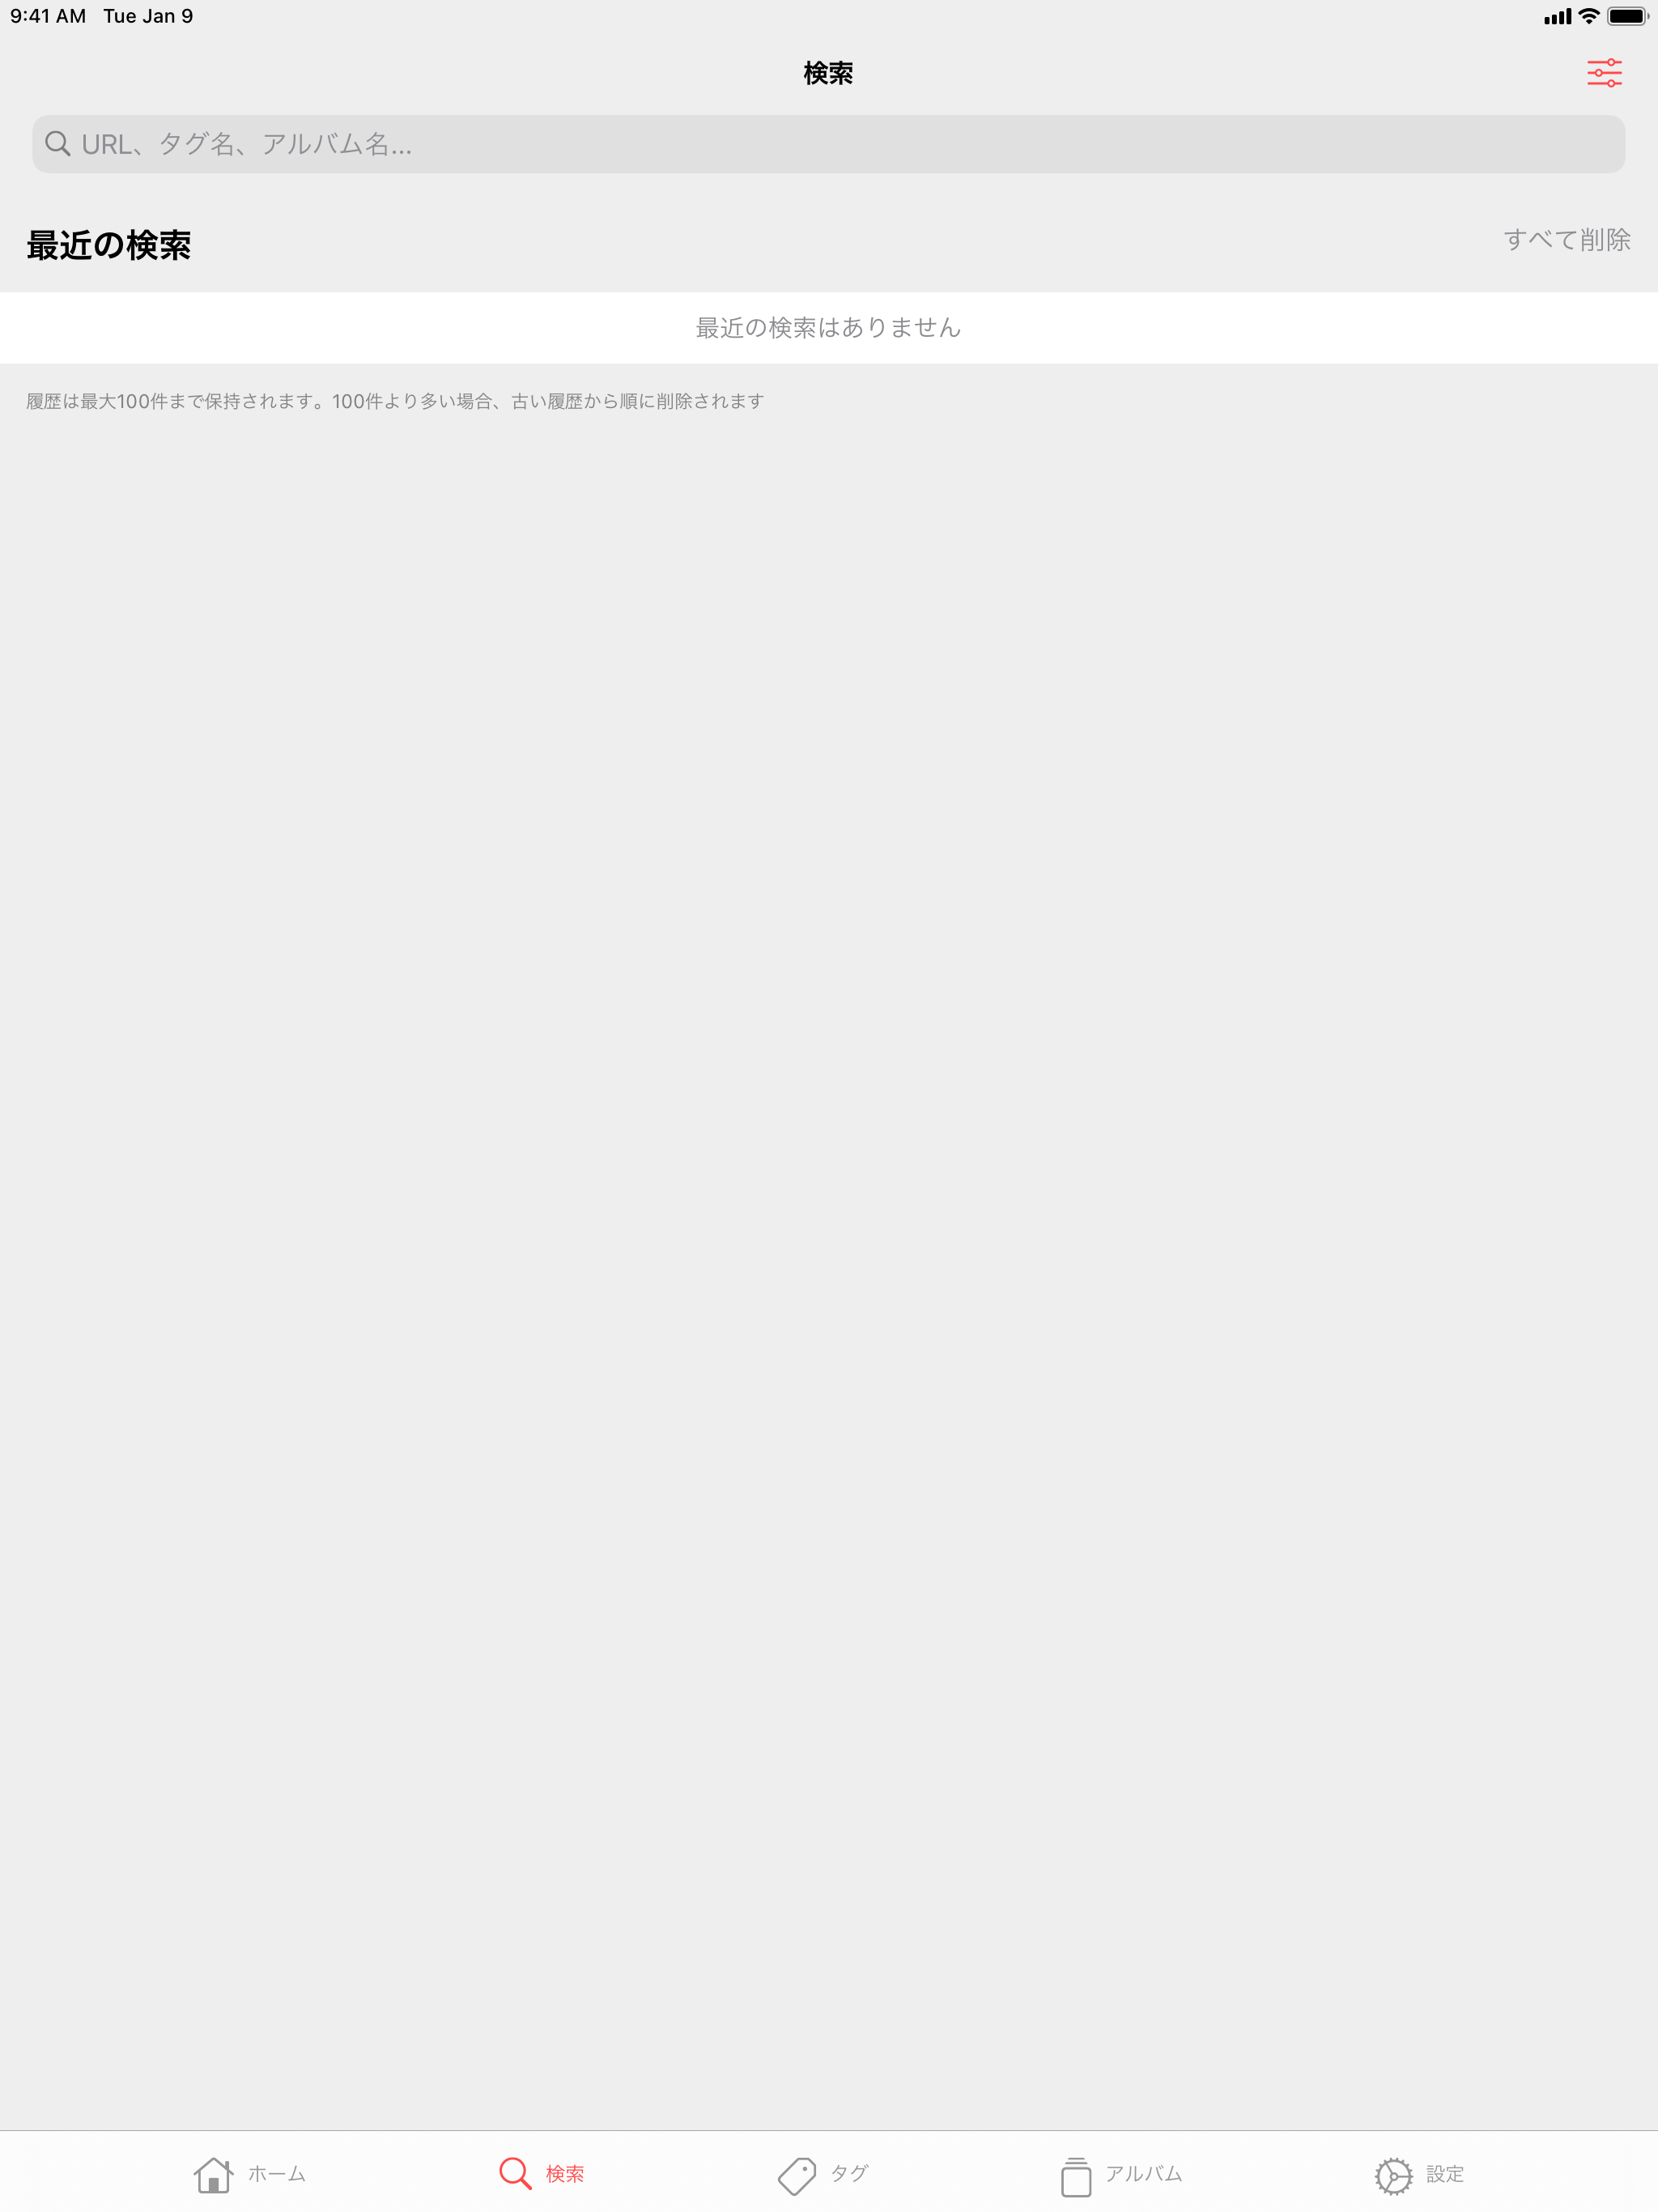 9:41 AM Tue Jan 9
検索
URL、タグ名、アルバム名...
最近の検索
すべて削除
最近の検索はありません
履歴は最大100件まで保持されます。100件より多い場合、古い履歴から順に削除されます
ホーム
検索
タグ
アルバム
設定